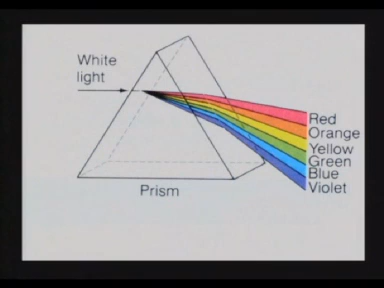 White
light
Red
Orange
Yellow
Green
Blue
Violet
Prism